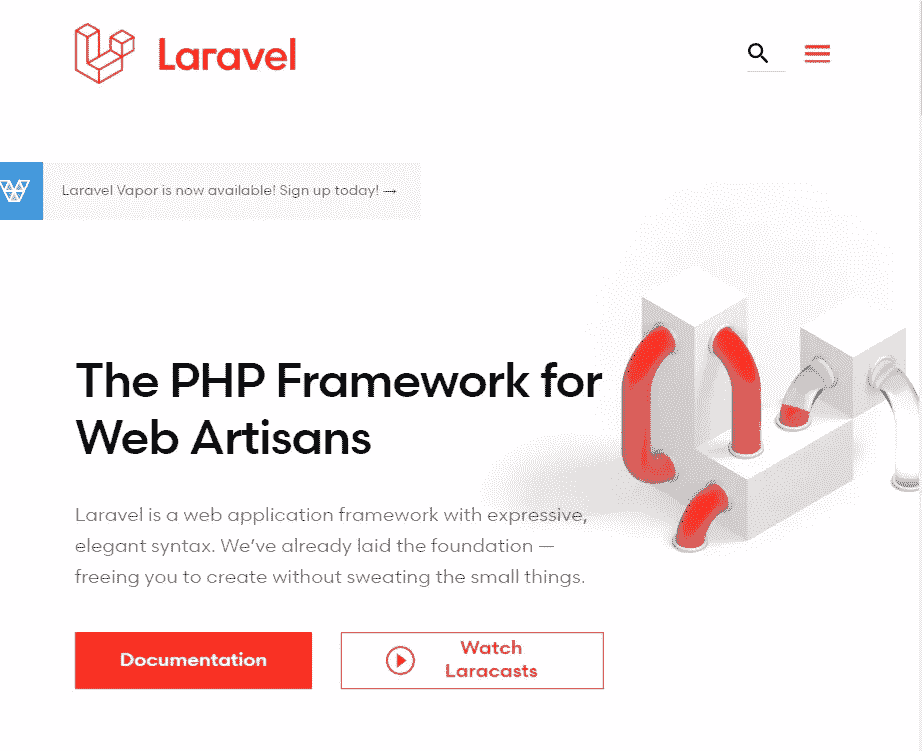 Laravel
Laravel Vapor is now available! Sign up today! →
The PHP Framework for
Web Artisans
Laravel is a web application framework with expressive,
elegant syntax. We’ve already laid the foundation —
freeing you to create without sweating the small things.
Documentation
Watch
Laracasts